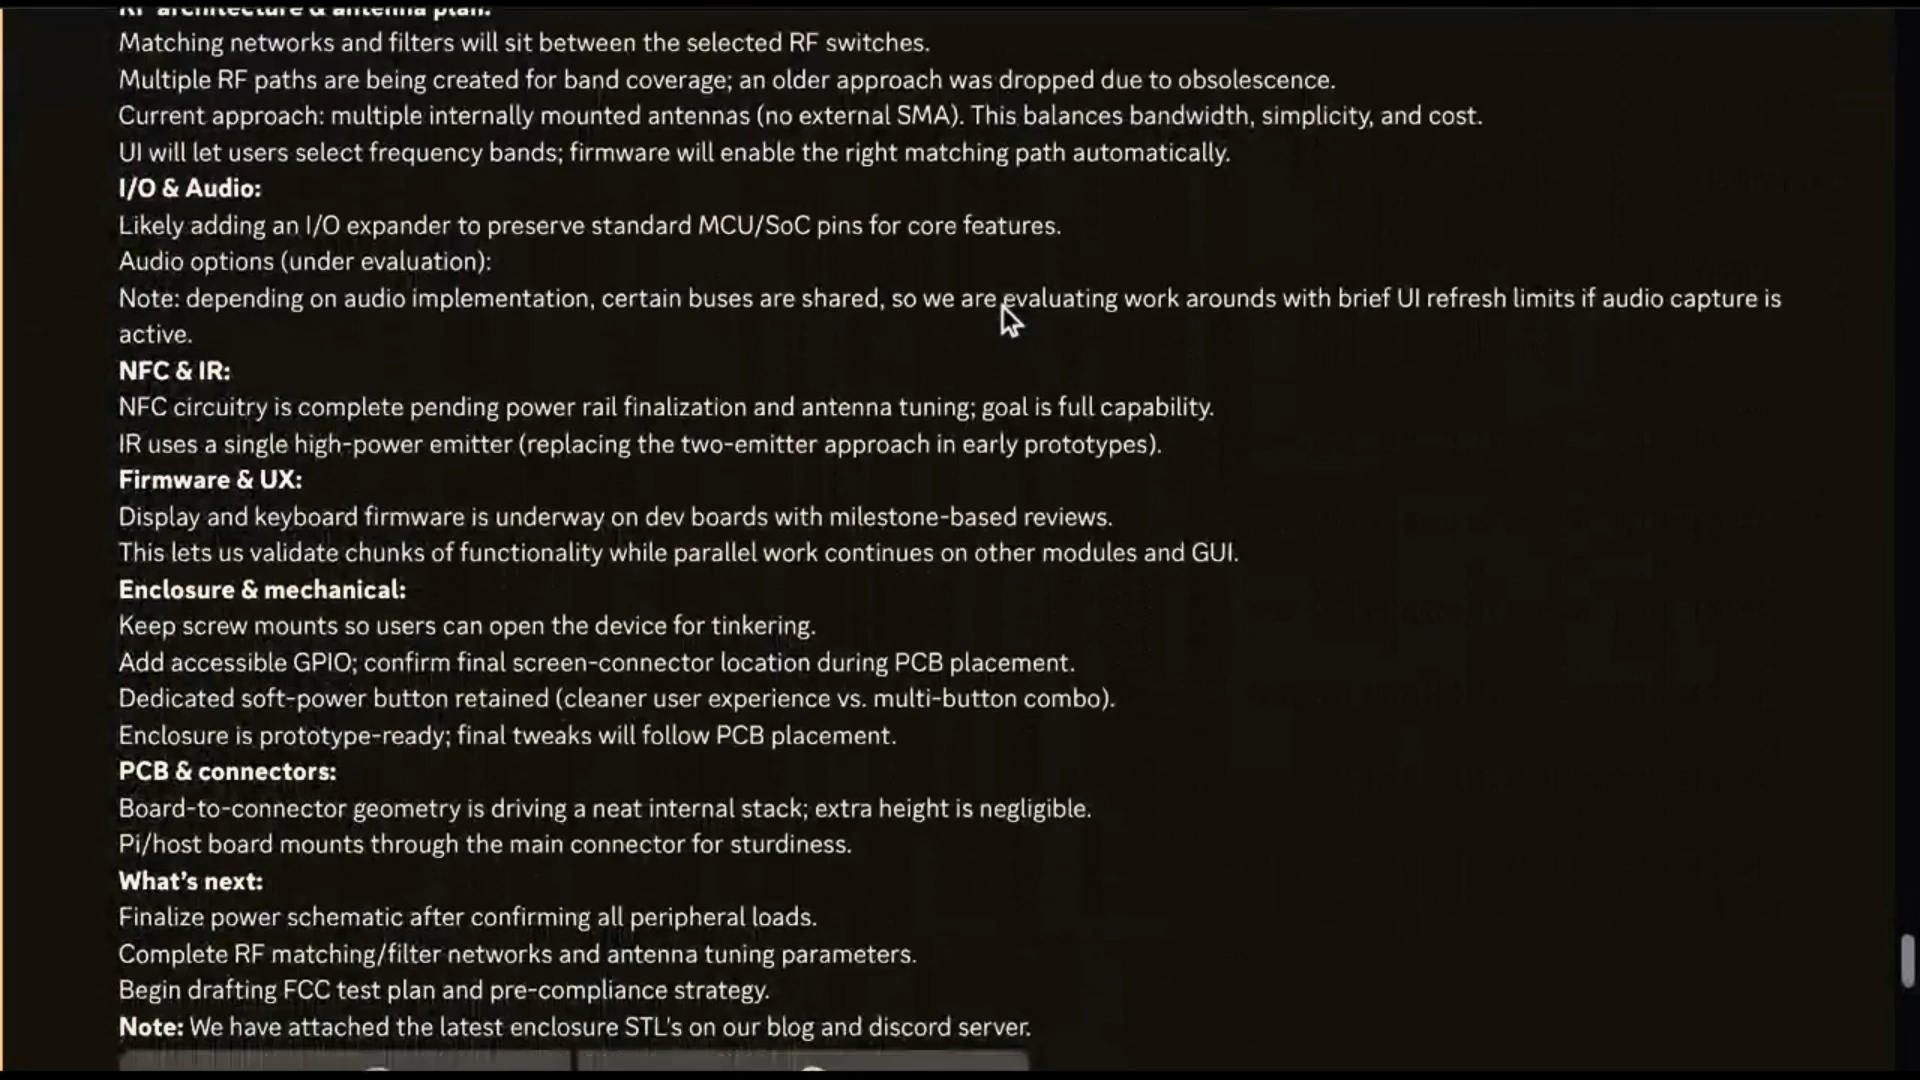 RF architecture & antenna plan:
Matching networks and filters will sit between the selected RF switches.
Multiple RF paths are being created for band coverage; an older approach was dropped due to obsolescence.
Current approach: multiple internally mounted antennas (no external SMA). This balances bandwidth, simplicity, and cost.
UI will let users select frequency bands; firmware will enable the right matching path automatically.
I/O & Audio:
Likely adding an I/O expander to preserve standard MCU/SoC pins for core features.
Audio options (under evaluation):
Note: depending on audio implementation, certain buses are shared, so we are evaluating work arounds with brief UI refresh limits if audio capture is
active.
NFC & IR:
NFC circuitry is complete pending power rail finalization and antenna tuning; goal is full capability.
IR uses a single high-power emitter (replacing the two-emitter approach in early prototypes).
Firmware & UX:
Display and keyboard firmware is underway on dev boards with milestone-based reviews.
This lets us validate chunks of functionality while parallel work continues on other modules and GUI.
Enclosure & mechanical:
Keep screw mounts so users can open the device for tinkering.
Add accessible GPIO; confirm final screen-connector location during PCB placement.
Dedicated soft-power button retained (cleaner user experience vs. multi-button combo).
Enclosure is prototype-ready; final tweaks will follow PCB placement.
PCB & connectors:
Board-to-connector geometry is driving a neat internal stack; extra height is negligible.
Pi/host board mounts through the main connector for sturdiness.
What's next:
Finalize power schematic after confirming all peripheral loads.
Complete RF matching/filter networks and antenna tuning parameters.
Begin drafting FCC test plan and pre-compliance strategy.
Note: We have attached the latest enclosure STL's on our blog and discord server.